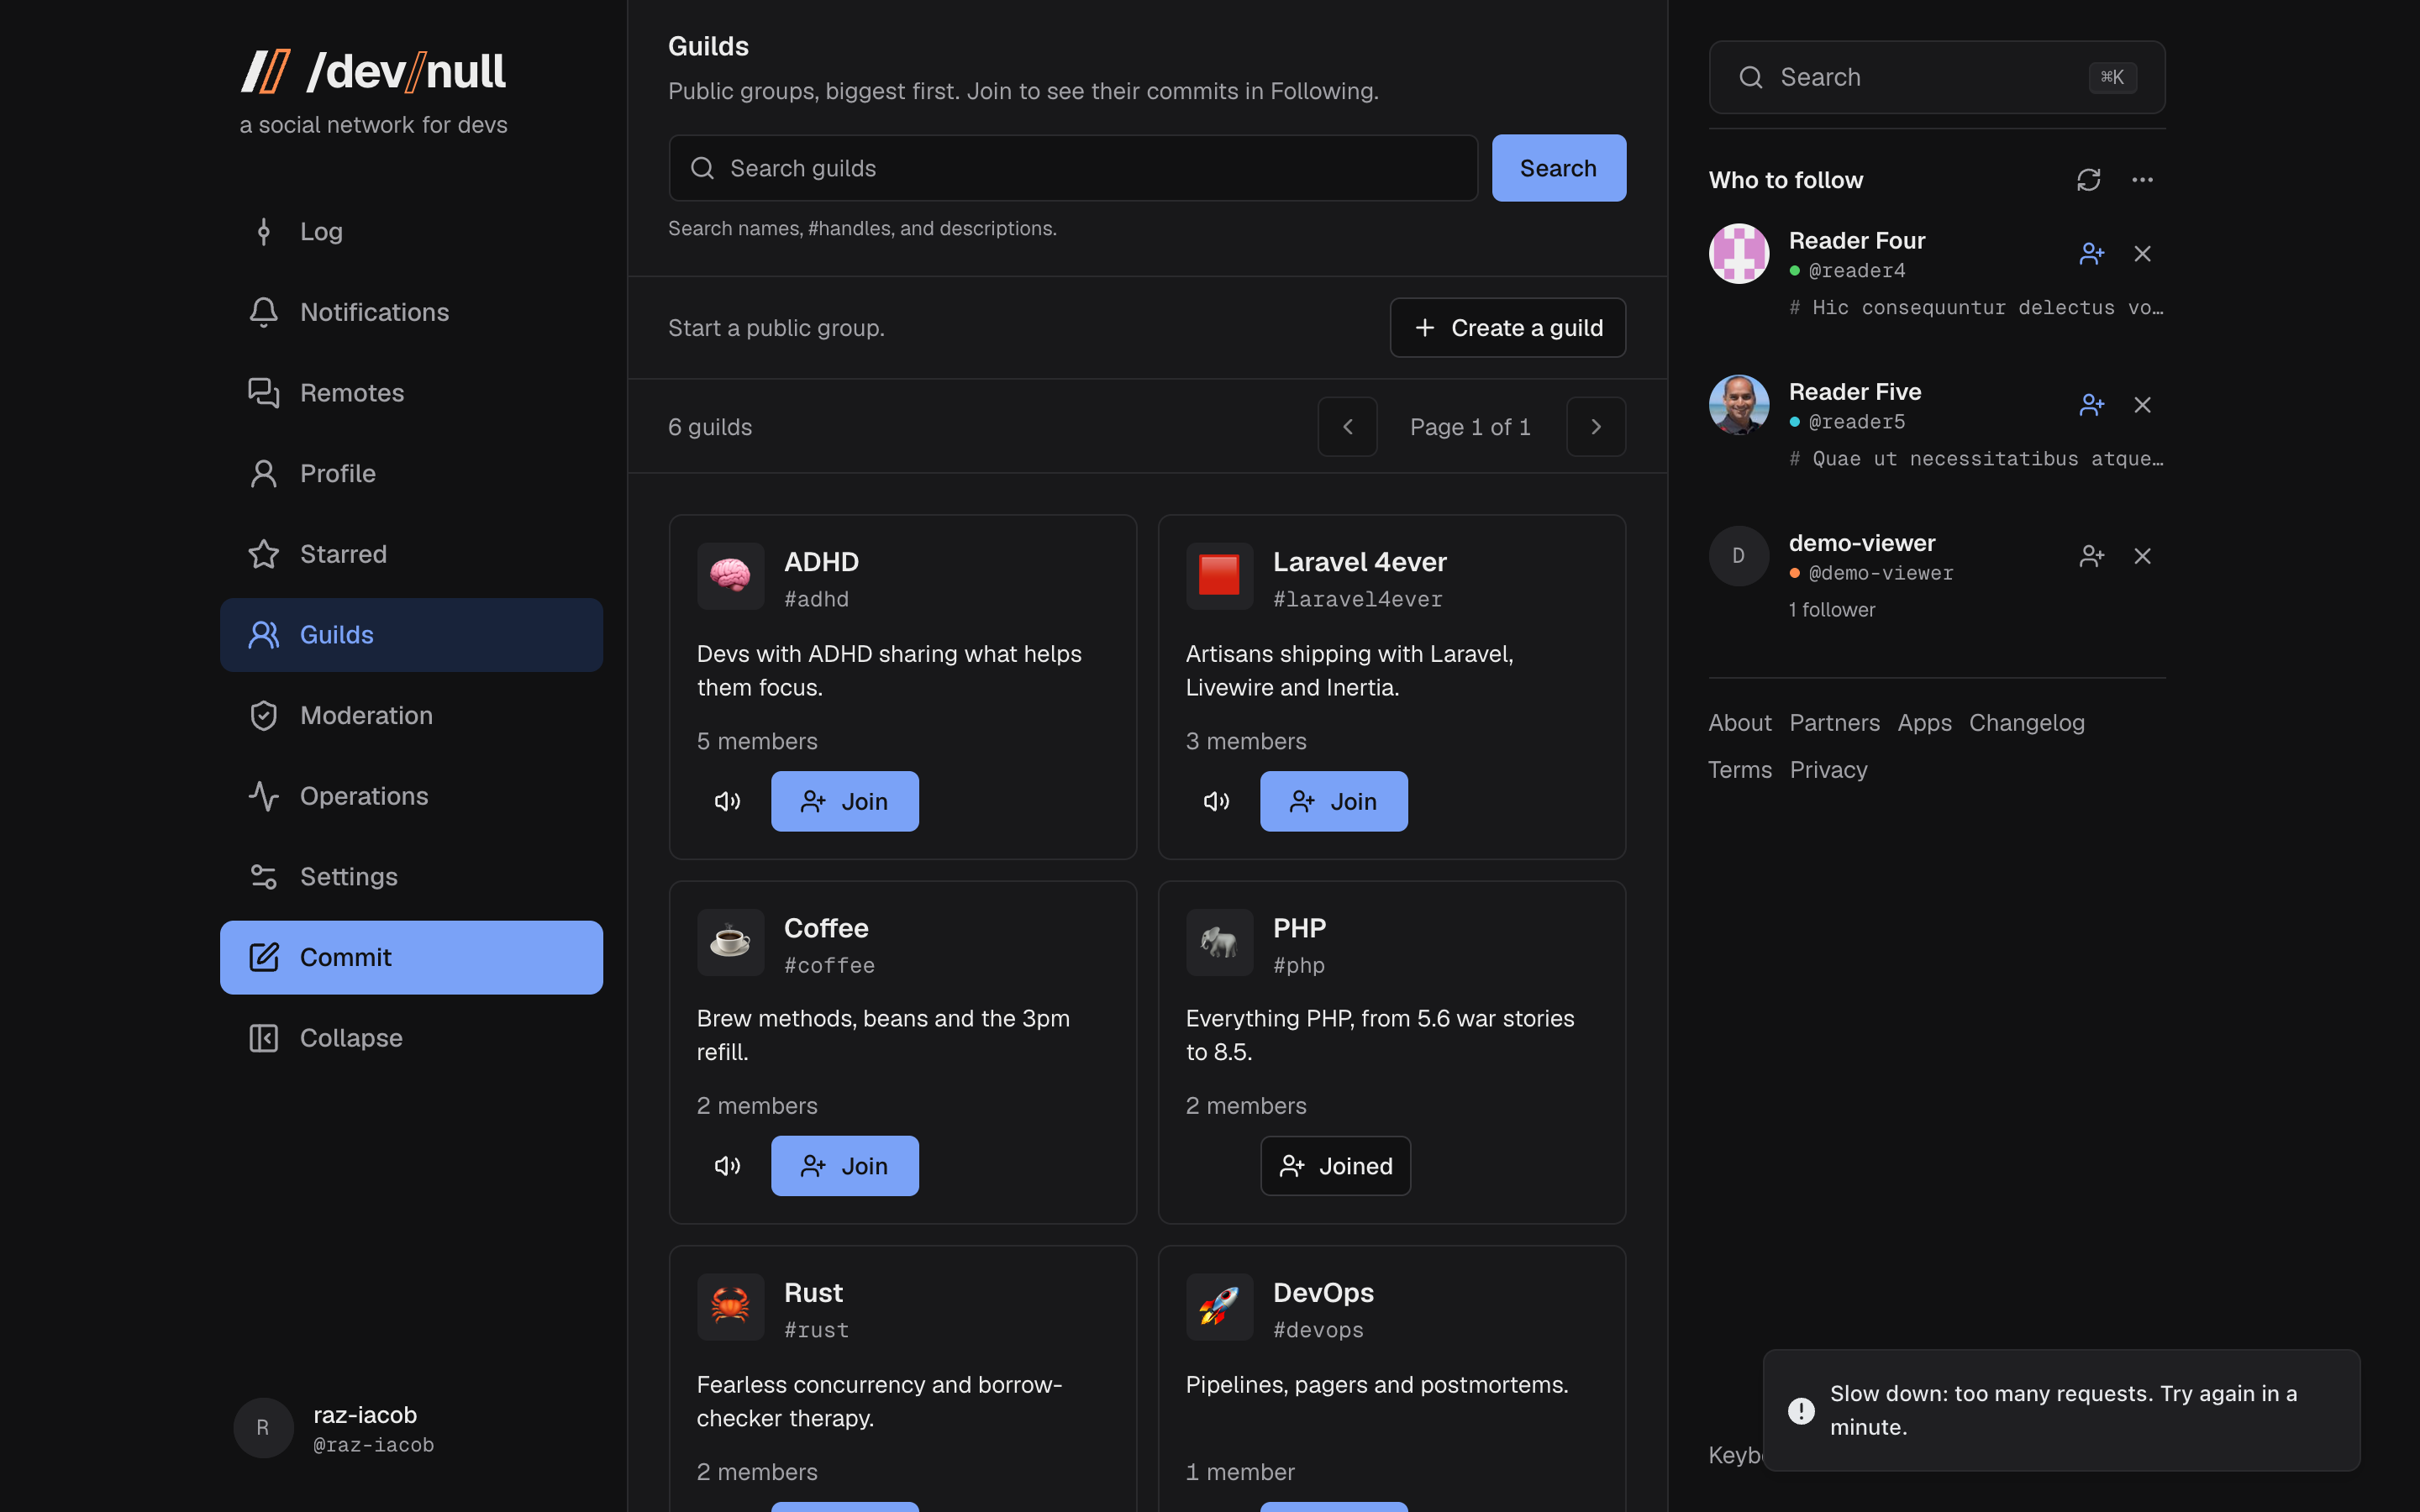 /dev/null
a social network for devs
Log
Notifications
Remotes
Profile
Starred
Guilds
Moderation
Operations
Settings
Commit
Collapse
R
raz-iacob
@raz-iacob
Guilds
Public groups, biggest first. Join to see their commits in Following.
Search guilds
Search
Search names, #handles, and descriptions.
Start a public group.
Create a guild
6 guilds
Page 1 of 1
ADHD
#adhd
Devs with ADHD sharing what helps
them focus.
5 members
Join
Laravel 4ever
#laravel4ever
Artisans shipping with Laravel,
Livewire and Inertia.
3 members
Join
Coffee
#coffee
Brew methods, beans and the 3pm
refill.
2 members
Join
PHP
#php
Everything PHP, from 5.6 war stories
to 8.5.
2 members
Joined
Rust
#rust
Fearless concurrency and borrow-
checker therapy.
2 members
DevOps
#devops
Pipelines, pagers and postmortems.
1 member
Search
⌘K
Who to follow
Reader Four
@reader4
# Hic consequuntur delectus vo…
Reader Five
@reader5
# Quae ut necessitatibus atque…
D
demo-viewer
@demo-viewer
1 follower
About Partners Apps Changelog
Terms Privacy
Slow down: too many requests. Try again in a
minute.